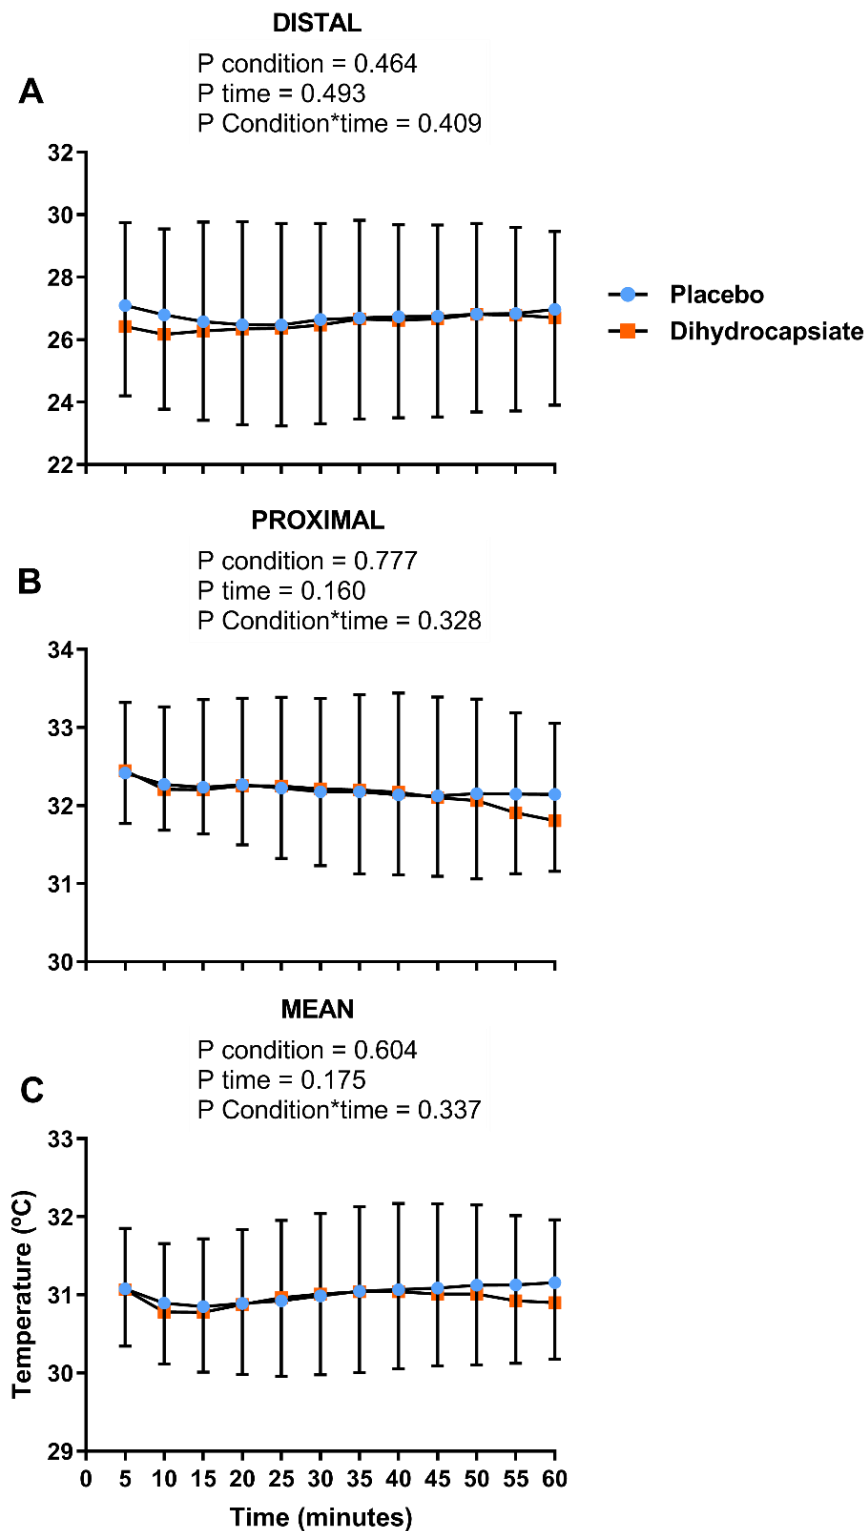 DISTAL
P condition = 0.464
A
P time = 0.493
P Condition*time = 0.409
32
30
28
26
24
22
Placebo
Dihydrocapsiate
PROXIMAL
P condition = 0.777
B
P time = 0.160
P Condition*time = 0.328
34
33
32
31
30
MEAN
P condition = 0.604
C
P time = 0.175
P Condition*time = 0.337
33
32
31
30
29
Temperature (ºC)
0 5 10 15 20 25 30 35 40 45 50 55 60
Time (minutes)